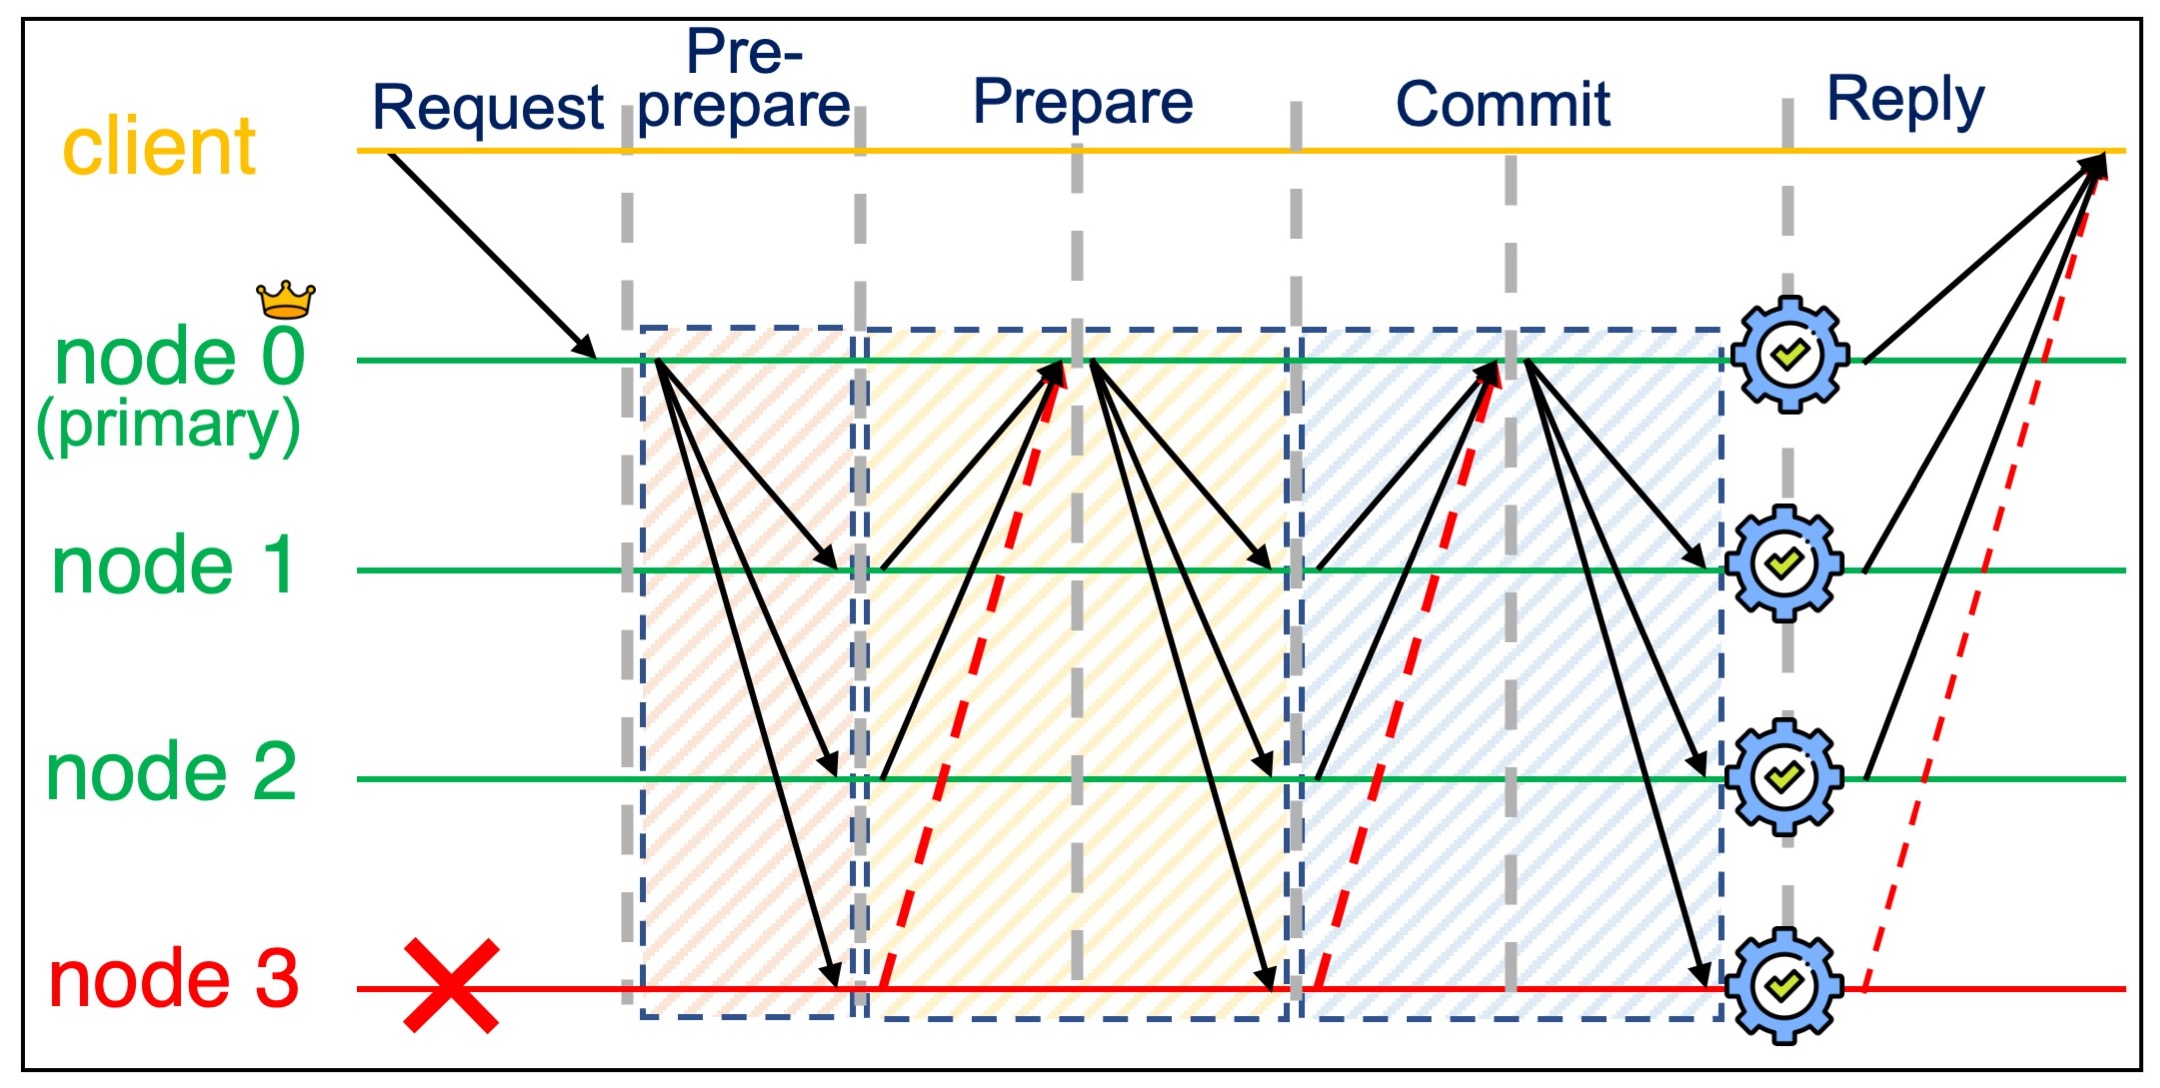 Request
Pre-
prepare
Prepare
Commit
Reply
client
node 0
(primary)
node 1
node 2
node 3